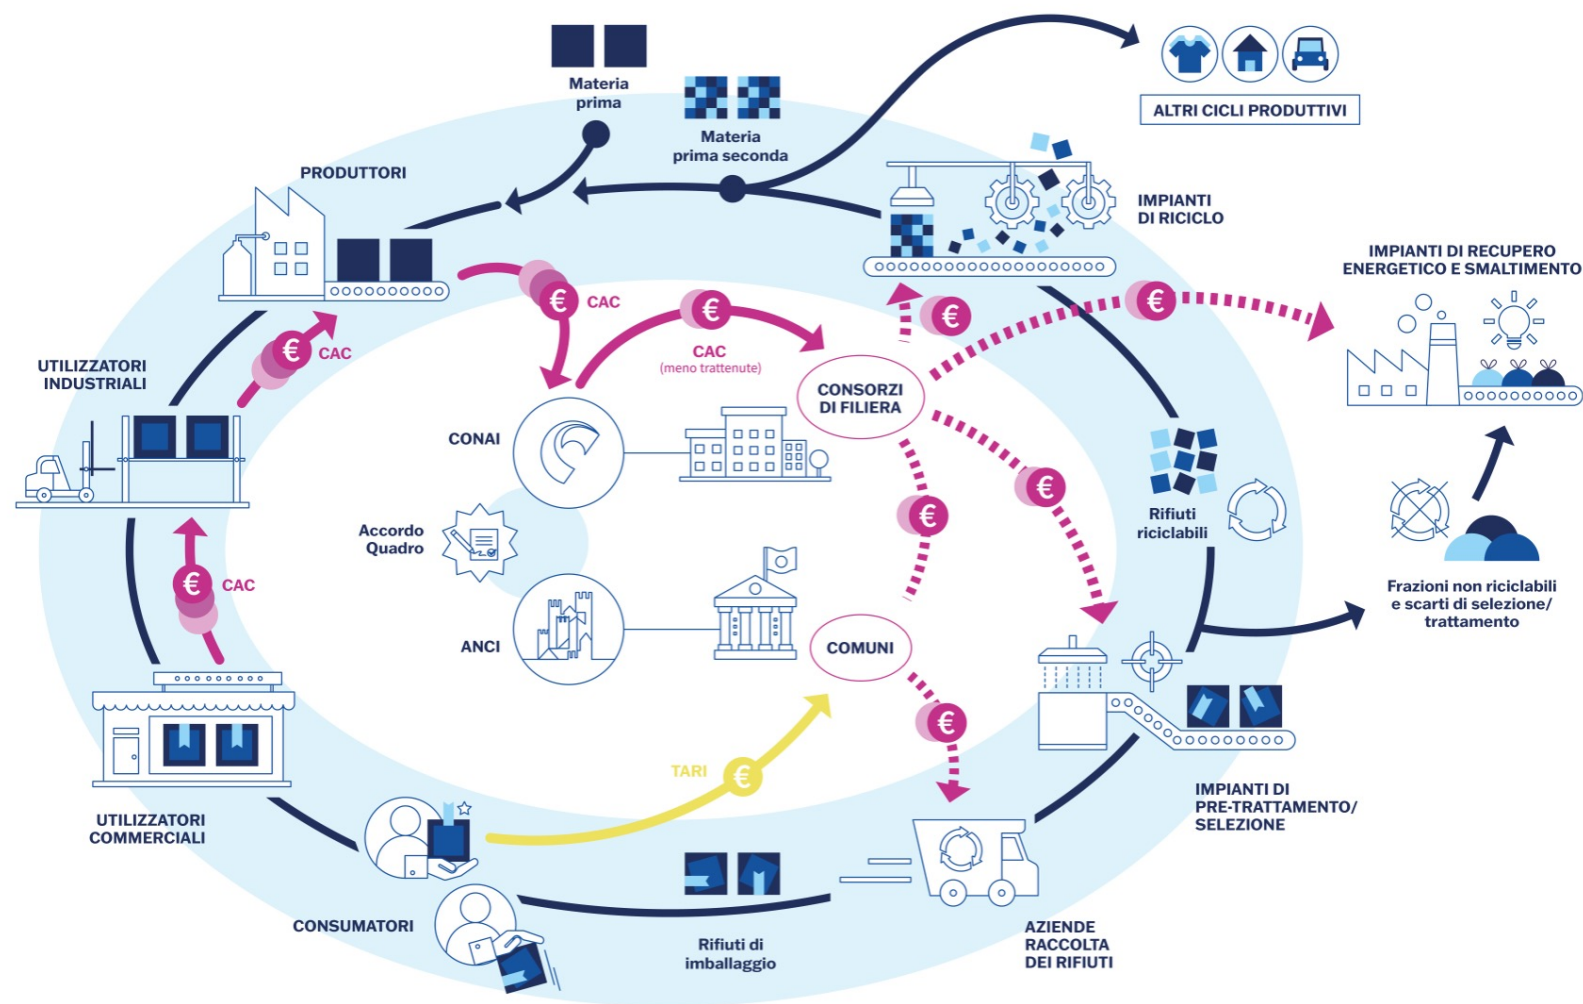 Materia
prima
Materia
prima seconda
ALTRI CICLI PRODUTTIVI
PRODUTTORI
IMPIANTI
DI RICICLO
IMPIANTI DI RECUPERO
ENERGETICO E SMALTIMENTO
€
CAC
€
€
€
€
CAC
CAC
(meno trattenute)
UTILIZZATORI
INDUSTRIALI
CONSORZI
DI FILIERA
CONAI
€
€
Rifiuti
riciclabili
Accordo
Quadro
€
CAC
Frazioni non riciclabili
e scarti di selezione/
trattamento
ANCI
COMUNI
€
TARI
€
IMPIANTI DI
PRE-TRATTAMENTO/
SELEZIONE
UTILIZZATORI
COMMERCIALI
CONSUMATORI
Rifiuti di
imballaggio
AZIENDE
RACCOLTA
DEI RIFIUTI